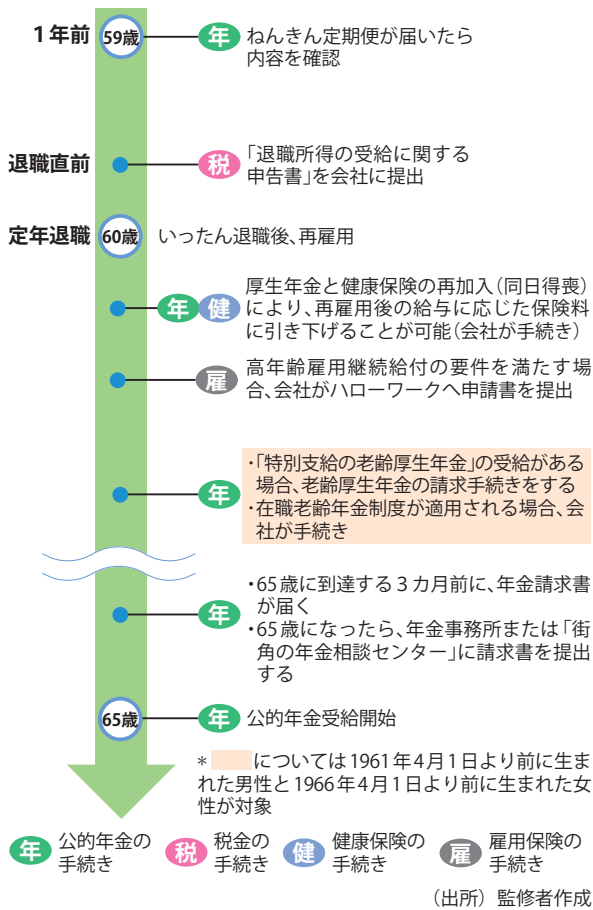 1年前 59歳 年 ねんきん定期便が届いたら
内容を確認
退職直前 税 「退職所得の受給に関する
申告書」を会社に提出
定年退職 60歳 いったん退職後、再雇用
年 健 厚生年金と健康保険の再加入(同日得喪)
により、再雇用後の給与に応じた保険料
に引き下げることが可能(会社が手続き)
雇 高年齢雇用継続給付の要件を満たす場
合、会社がハローワークへ申請書を提出
年 ・「特別支給の老齢厚生年金」の受給がある
場合、老齢厚生年金の請求手続きをする
・在職老齢年金制度が適用される場合、会
社が手続き
年 ・65歳に到達する3カ月前に、年金請求書
が届く
・65歳になったら、年金事務所または「街
角の年金相談センター」に請求書を提出
する
65歳 年 公的年金受給開始
* については1961年4月1日より前に生ま
れた男性と1966年4月1日より前に生まれた女
性が対象
年 公的年金の
手続き
税 税金の
手続き
健 健康保険の
手続き
雇 雇用保険の
手続き
(出所)監修者作成